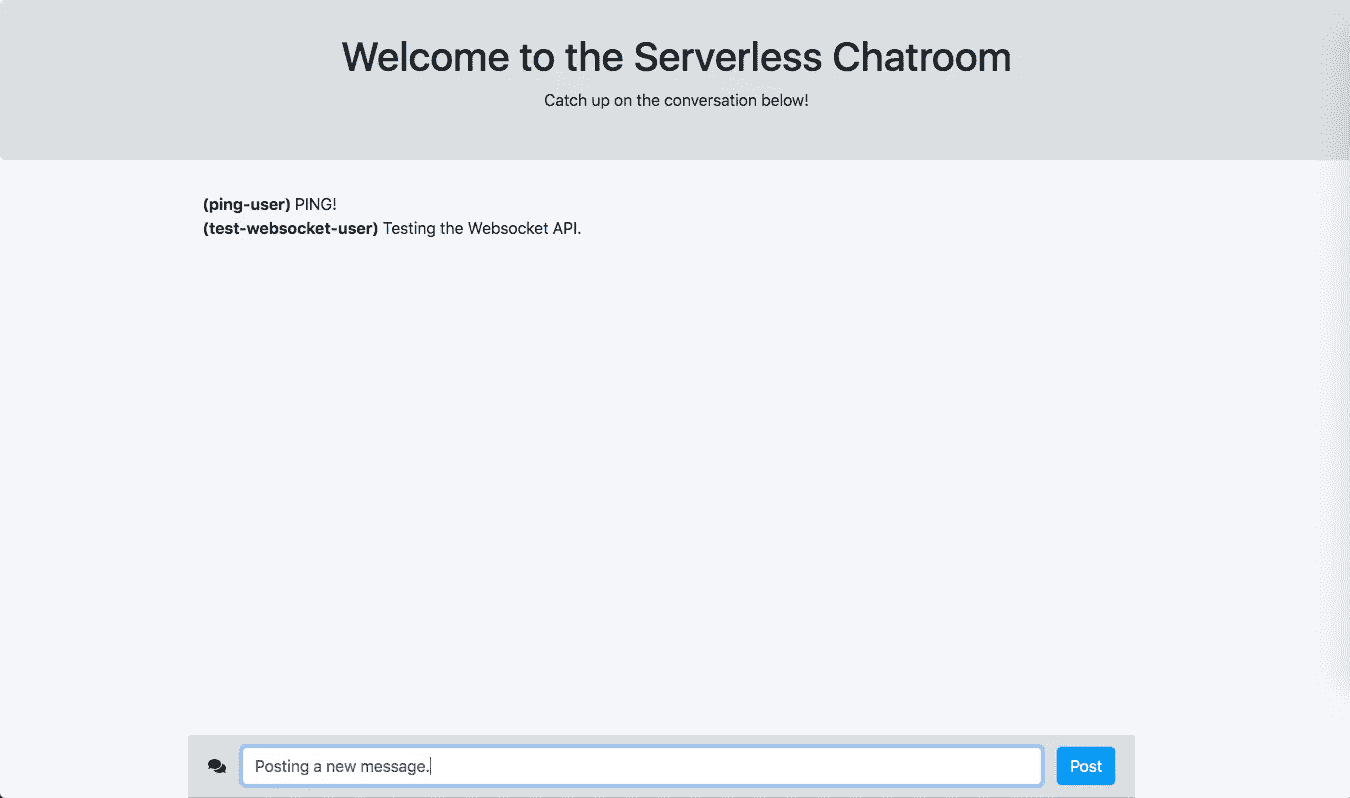 Welcome to the Serverless Chatroom
Catch up on the conversation below!
(ping-user) PING!
(test-websocket-user) Testing the Websocket API.
Posting a new message.
Post